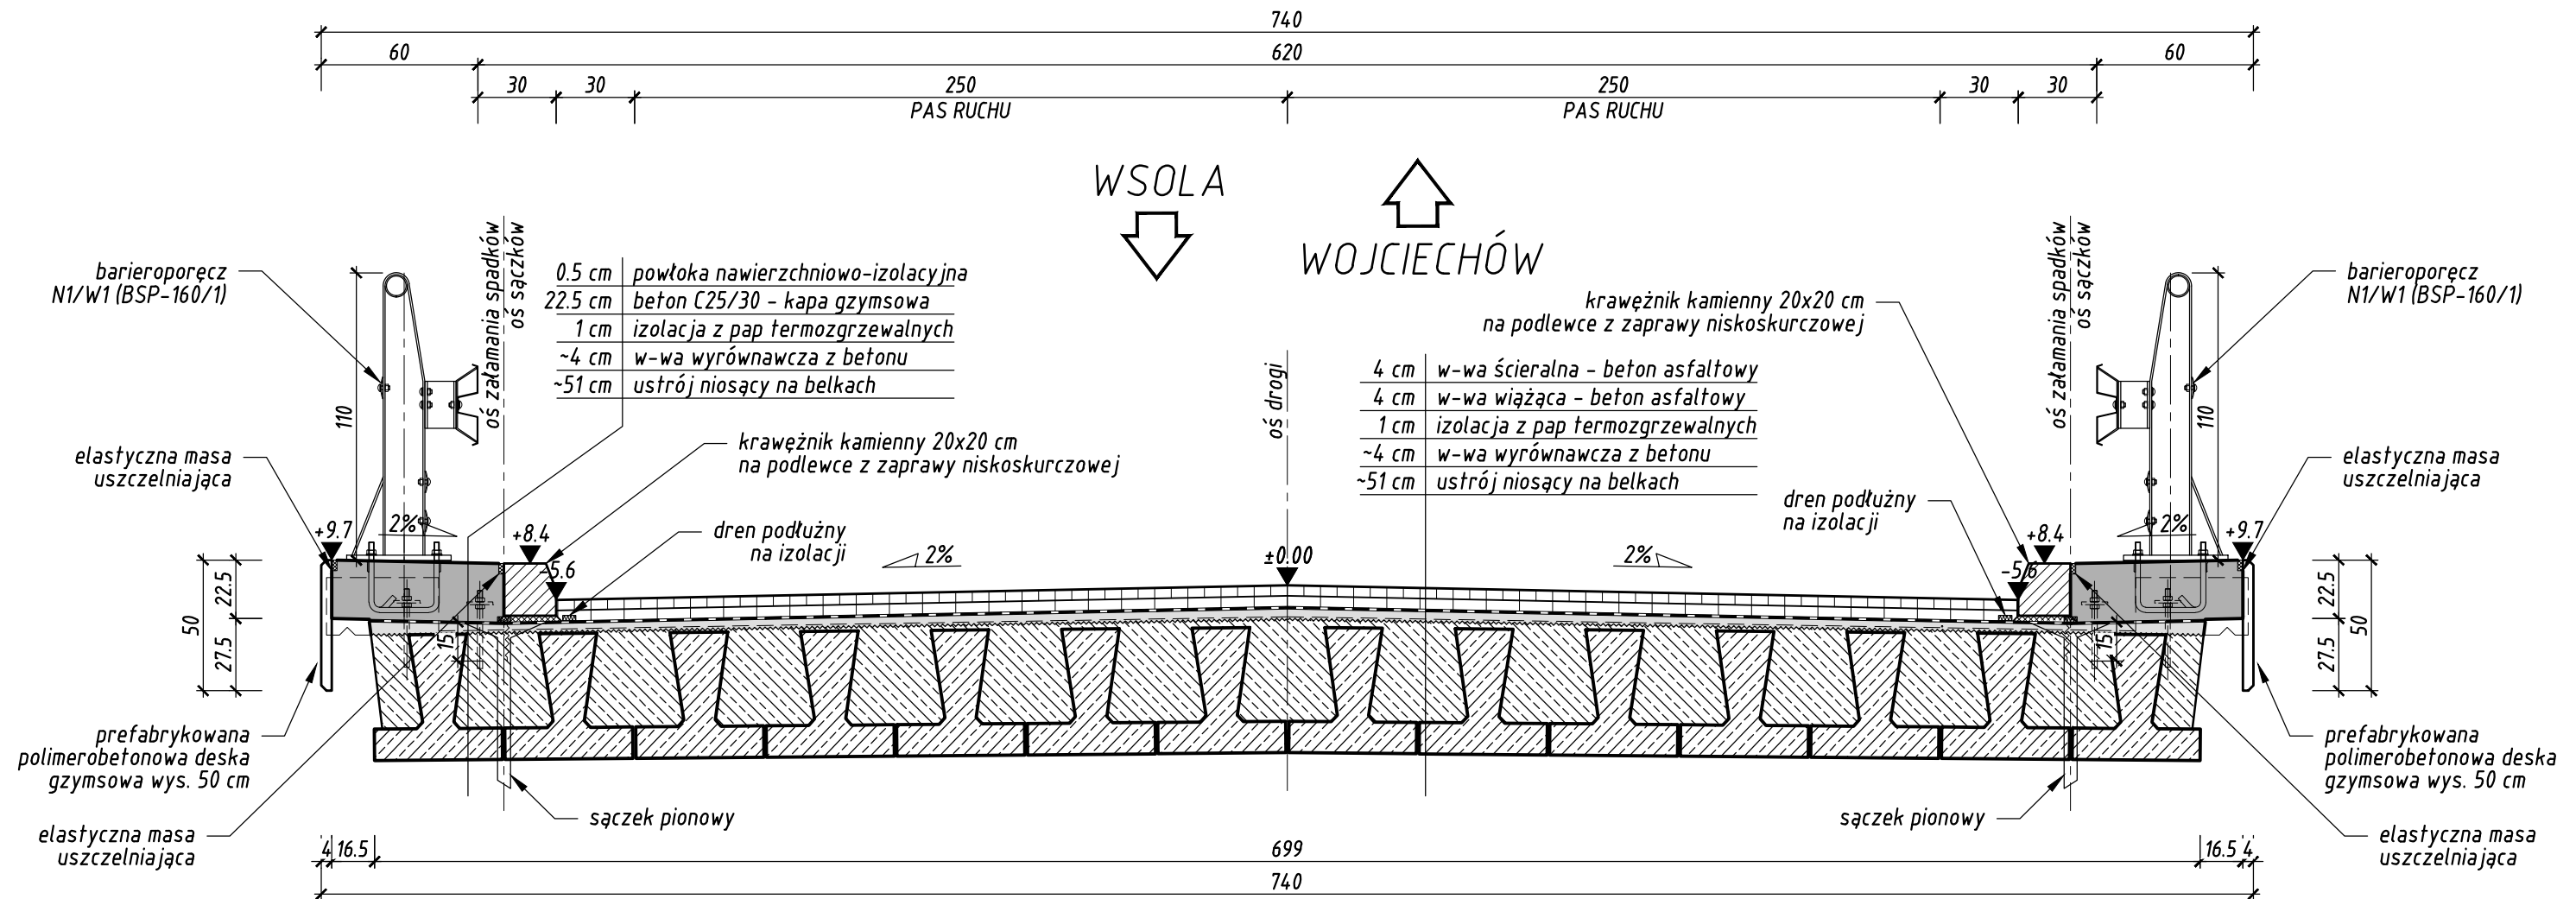 740
60
620
60
30
30
250
250
30
30
PAS RUCHU
PAS RUCHU
WSOLA
WOJCIECHÓW
oś załamania spadków
oś sączków
oś załamania spadków
oś sączków
barieroporęcz
N1/W1 (BSP-160/1)
0.5 cm powłoka nawierzchniowo-izolacyjna
22.5 cm beton C25/30 - kapa gzymsowa
1 cm izolacja z pap termozgrzewalnych
~4 cm w-wa wyrównawcza z betonu
~51 cm ustrój niosący na belkach
krawężnik kamienny 20x20 cm
na podlewce z zaprawy niskoskurczowej
barieroporęcz
N1/W1 (BSP-160/1)
oś drogi
4 cm w-wa ścieralna - beton asfaltowy
4 cm w-wa wiążąca - beton asfaltowy
1 cm izolacja z pap termozgrzewalnych
~4 cm w-wa wyrównawcza z betonu
~51 cm ustrój niosący na belkach
110
110
elastyczna masa
uszczelniająca
krawężnik kamienny 20x20 cm
na podlewce z zaprawy niskoskurczowej
elastyczna masa
uszczelniająca
dren podłużny
na izolacji
dren podłużny
na izolacji
+9.7
2%
+8.4
-5.6
2%
±0.00
2%
-5.6
+8.4
2%
+9.7
50
22.5
27.5
15
15
22.5
27.5
50
prefabrykowana
polimerobetonowa deska
gzymsowa wys. 50 cm
prefabrykowana
polimerobetonowa deska
gzymsowa wys. 50 cm
sączek pionowy
sączek pionowy
elastyczna masa
uszczelniająca
elastyczna masa
uszczelniająca
4
16.5
699
16.5
4
740